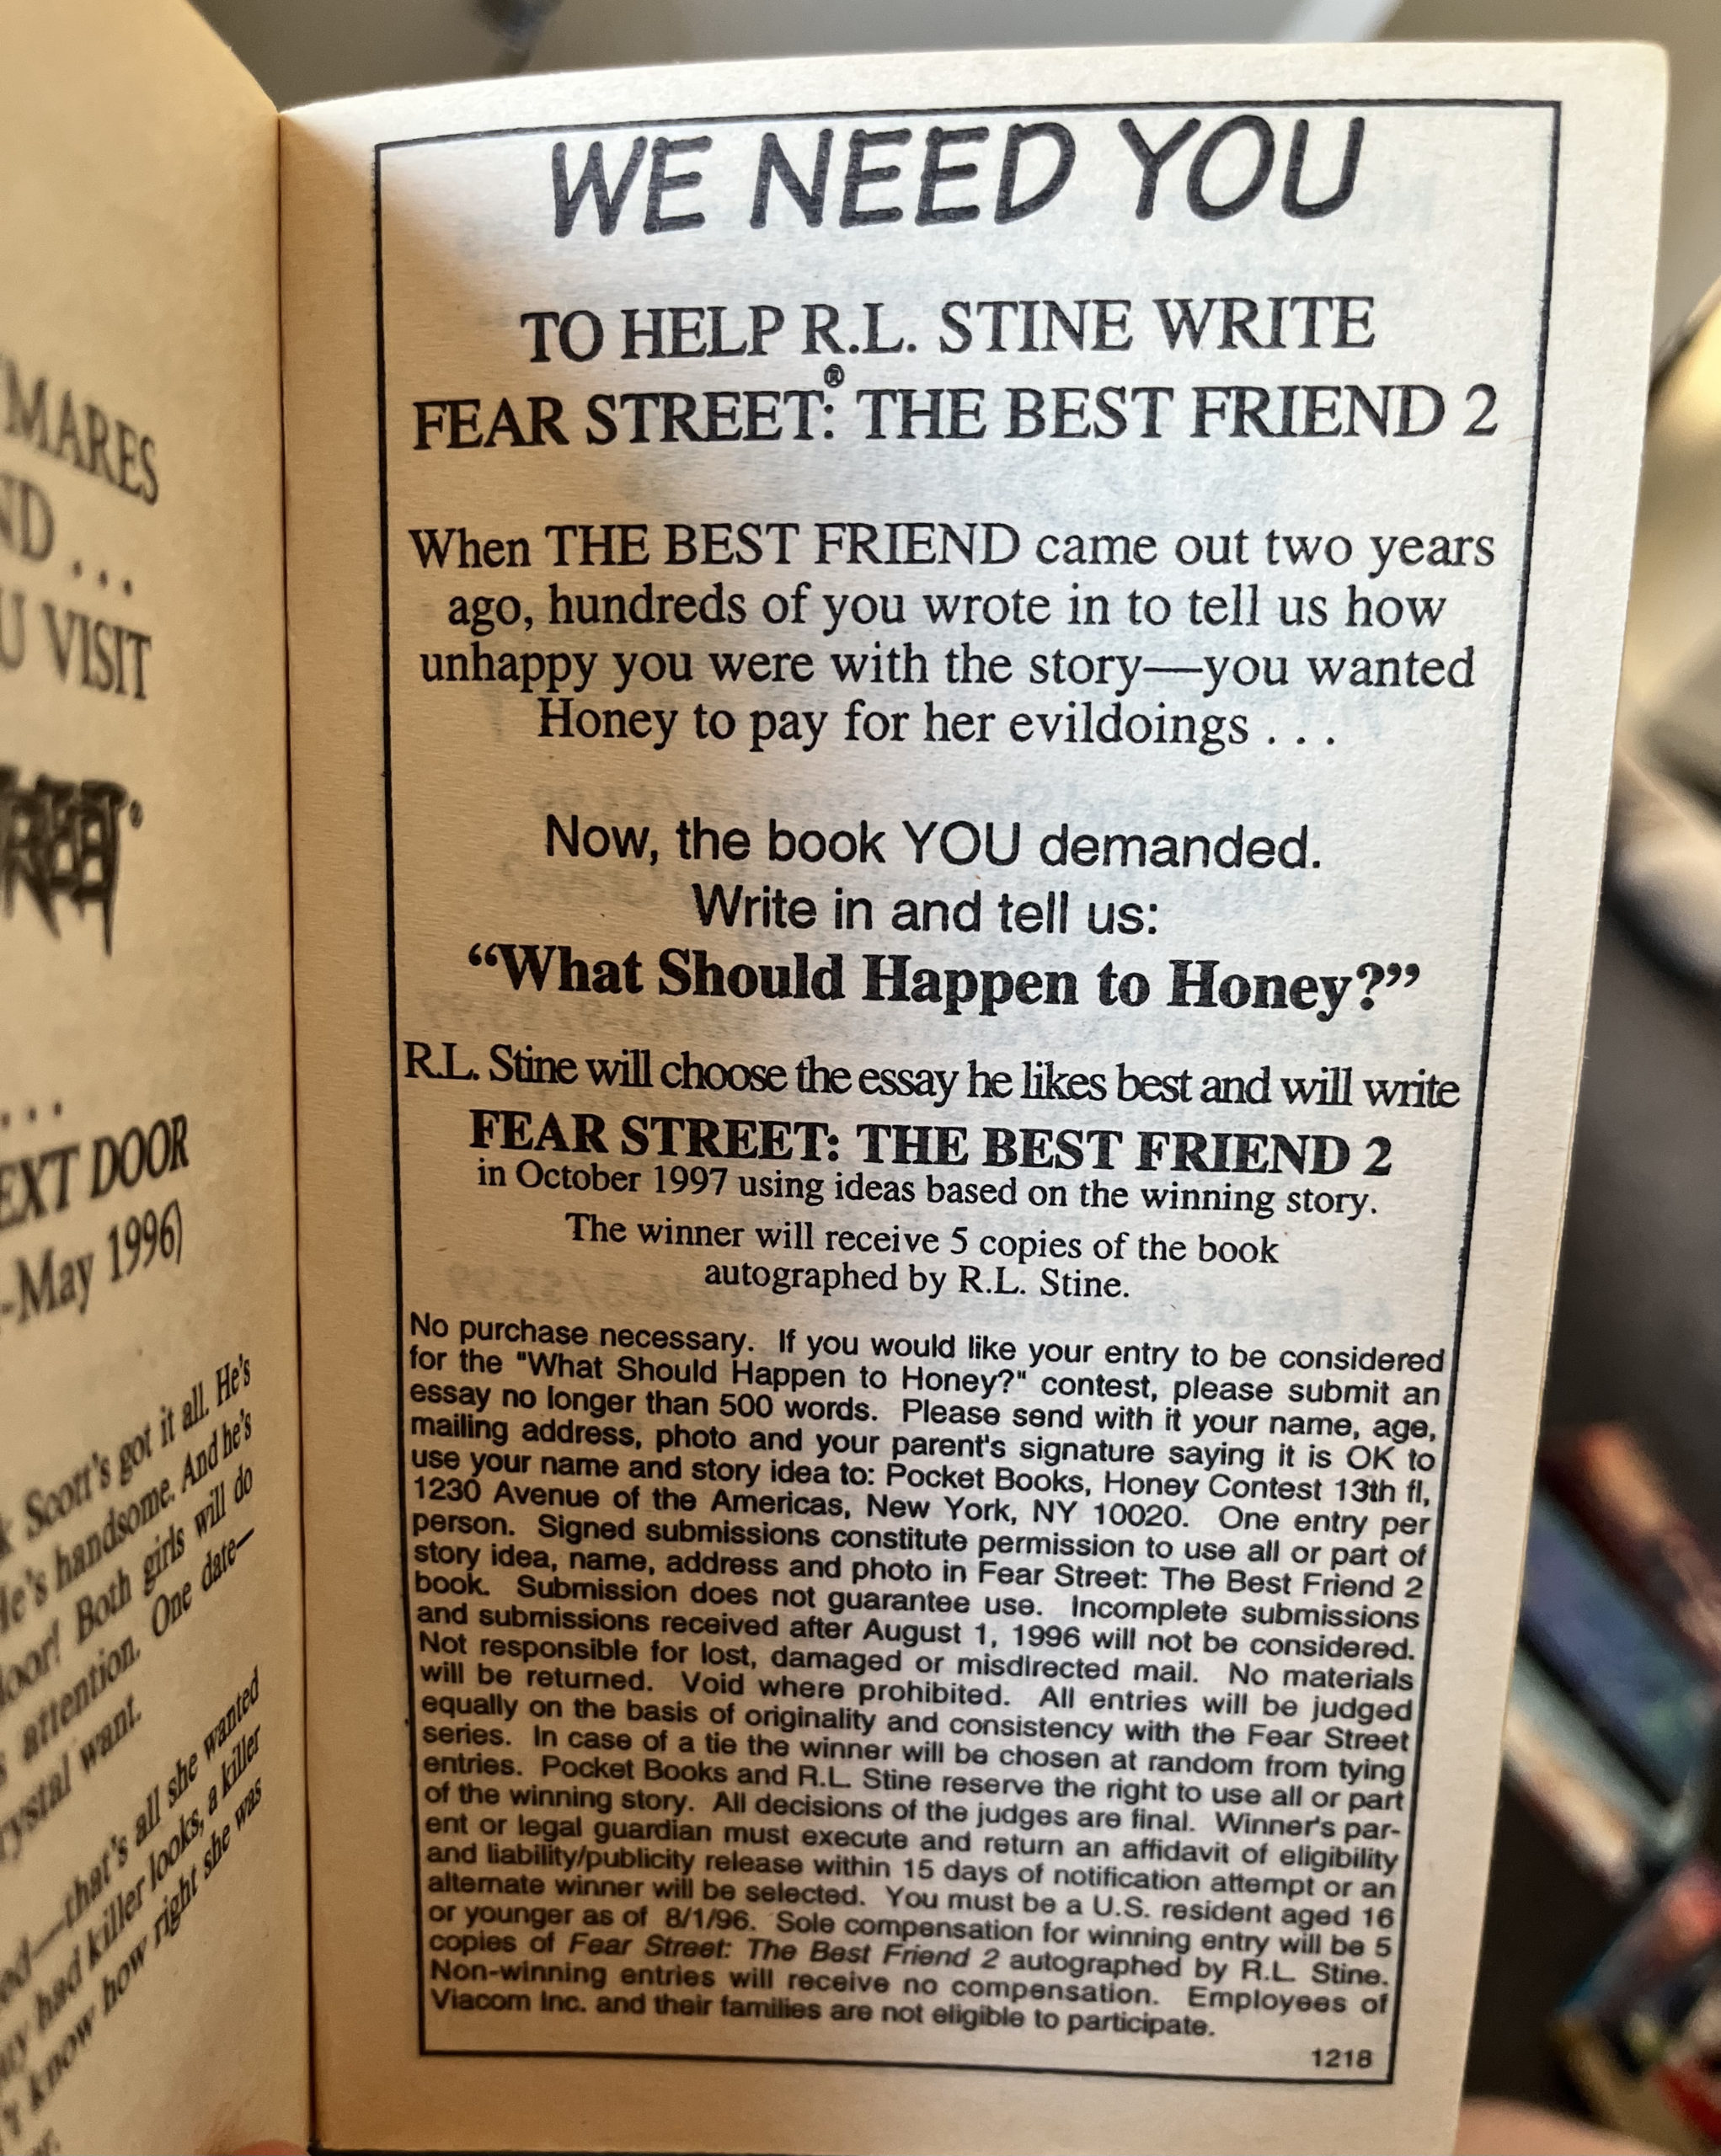 MARES
ND . . .
U VISIT
. . .
EXT DOOR
-May 1996)
Scott's got it all. He's
He's handsome. And he's
door! Both girls will do
attention. One date—
rystal want.
—that's all she wanted
had killer looks, a killer
know how right she was
WE NEED YOU
TO HELP R.L. STINE WRITE
FEAR STREET®: THE BEST FRIEND 2
When THE BEST FRIEND came out two years
ago, hundreds of you wrote in to tell us how
unhappy you were with the story—you wanted
Honey to pay for her evildoings . . .
Now, the book YOU demanded.
Write in and tell us:
“What Should Happen to Honey?”
R.L. Stine will choose the essay he likes best and will write
FEAR STREET: THE BEST FRIEND 2
in October 1997 using ideas based on the winning story.
The winner will receive 5 copies of the book
autographed by R.L. Stine.
No purchase necessary. If you would like your entry to be considered
for the "What Should Happen to Honey?" contest, please submit an
essay no longer than 500 words. Please send with it your name, age,
mailing address, photo and your parent's signature saying it is OK to
use your name and story idea to: Pocket Books, Honey Contest 13th fl,
1230 Avenue of the Americas, New York, NY 10020. One entry per
person. Signed submissions constitute permission to use all or part of
story idea, name, address and photo in Fear Street: The Best Friend 2
book. Submission does not guarantee use. Incomplete submissions
and submissions received after August 1, 1996 will not be considered.
Not responsible for lost, damaged or misdirected mail. No materials
will be returned. Void where prohibited. All entries will be judged
equally on the basis of originality and consistency with the Fear Street
series. In case of a tie the winner will be chosen at random from tying
entries. Pocket Books and R.L. Stine reserve the right to use all or part
of the winning story. All decisions of the judges are final. Winner's par-
ent or legal guardian must execute and return an affidavit of eligibility
and liability/publicity release within 15 days of notification attempt or an
alternate winner will be selected. You must be a U.S. resident aged 16
or younger as of 8/1/96. Sole compensation for winning entry will be 5
copies of Fear Street: The Best Friend 2 autographed by R.L. Stine.
Non-winning entries will receive no compensation. Employees of
Viacom Inc. and their families are not eligible to participate.
1218